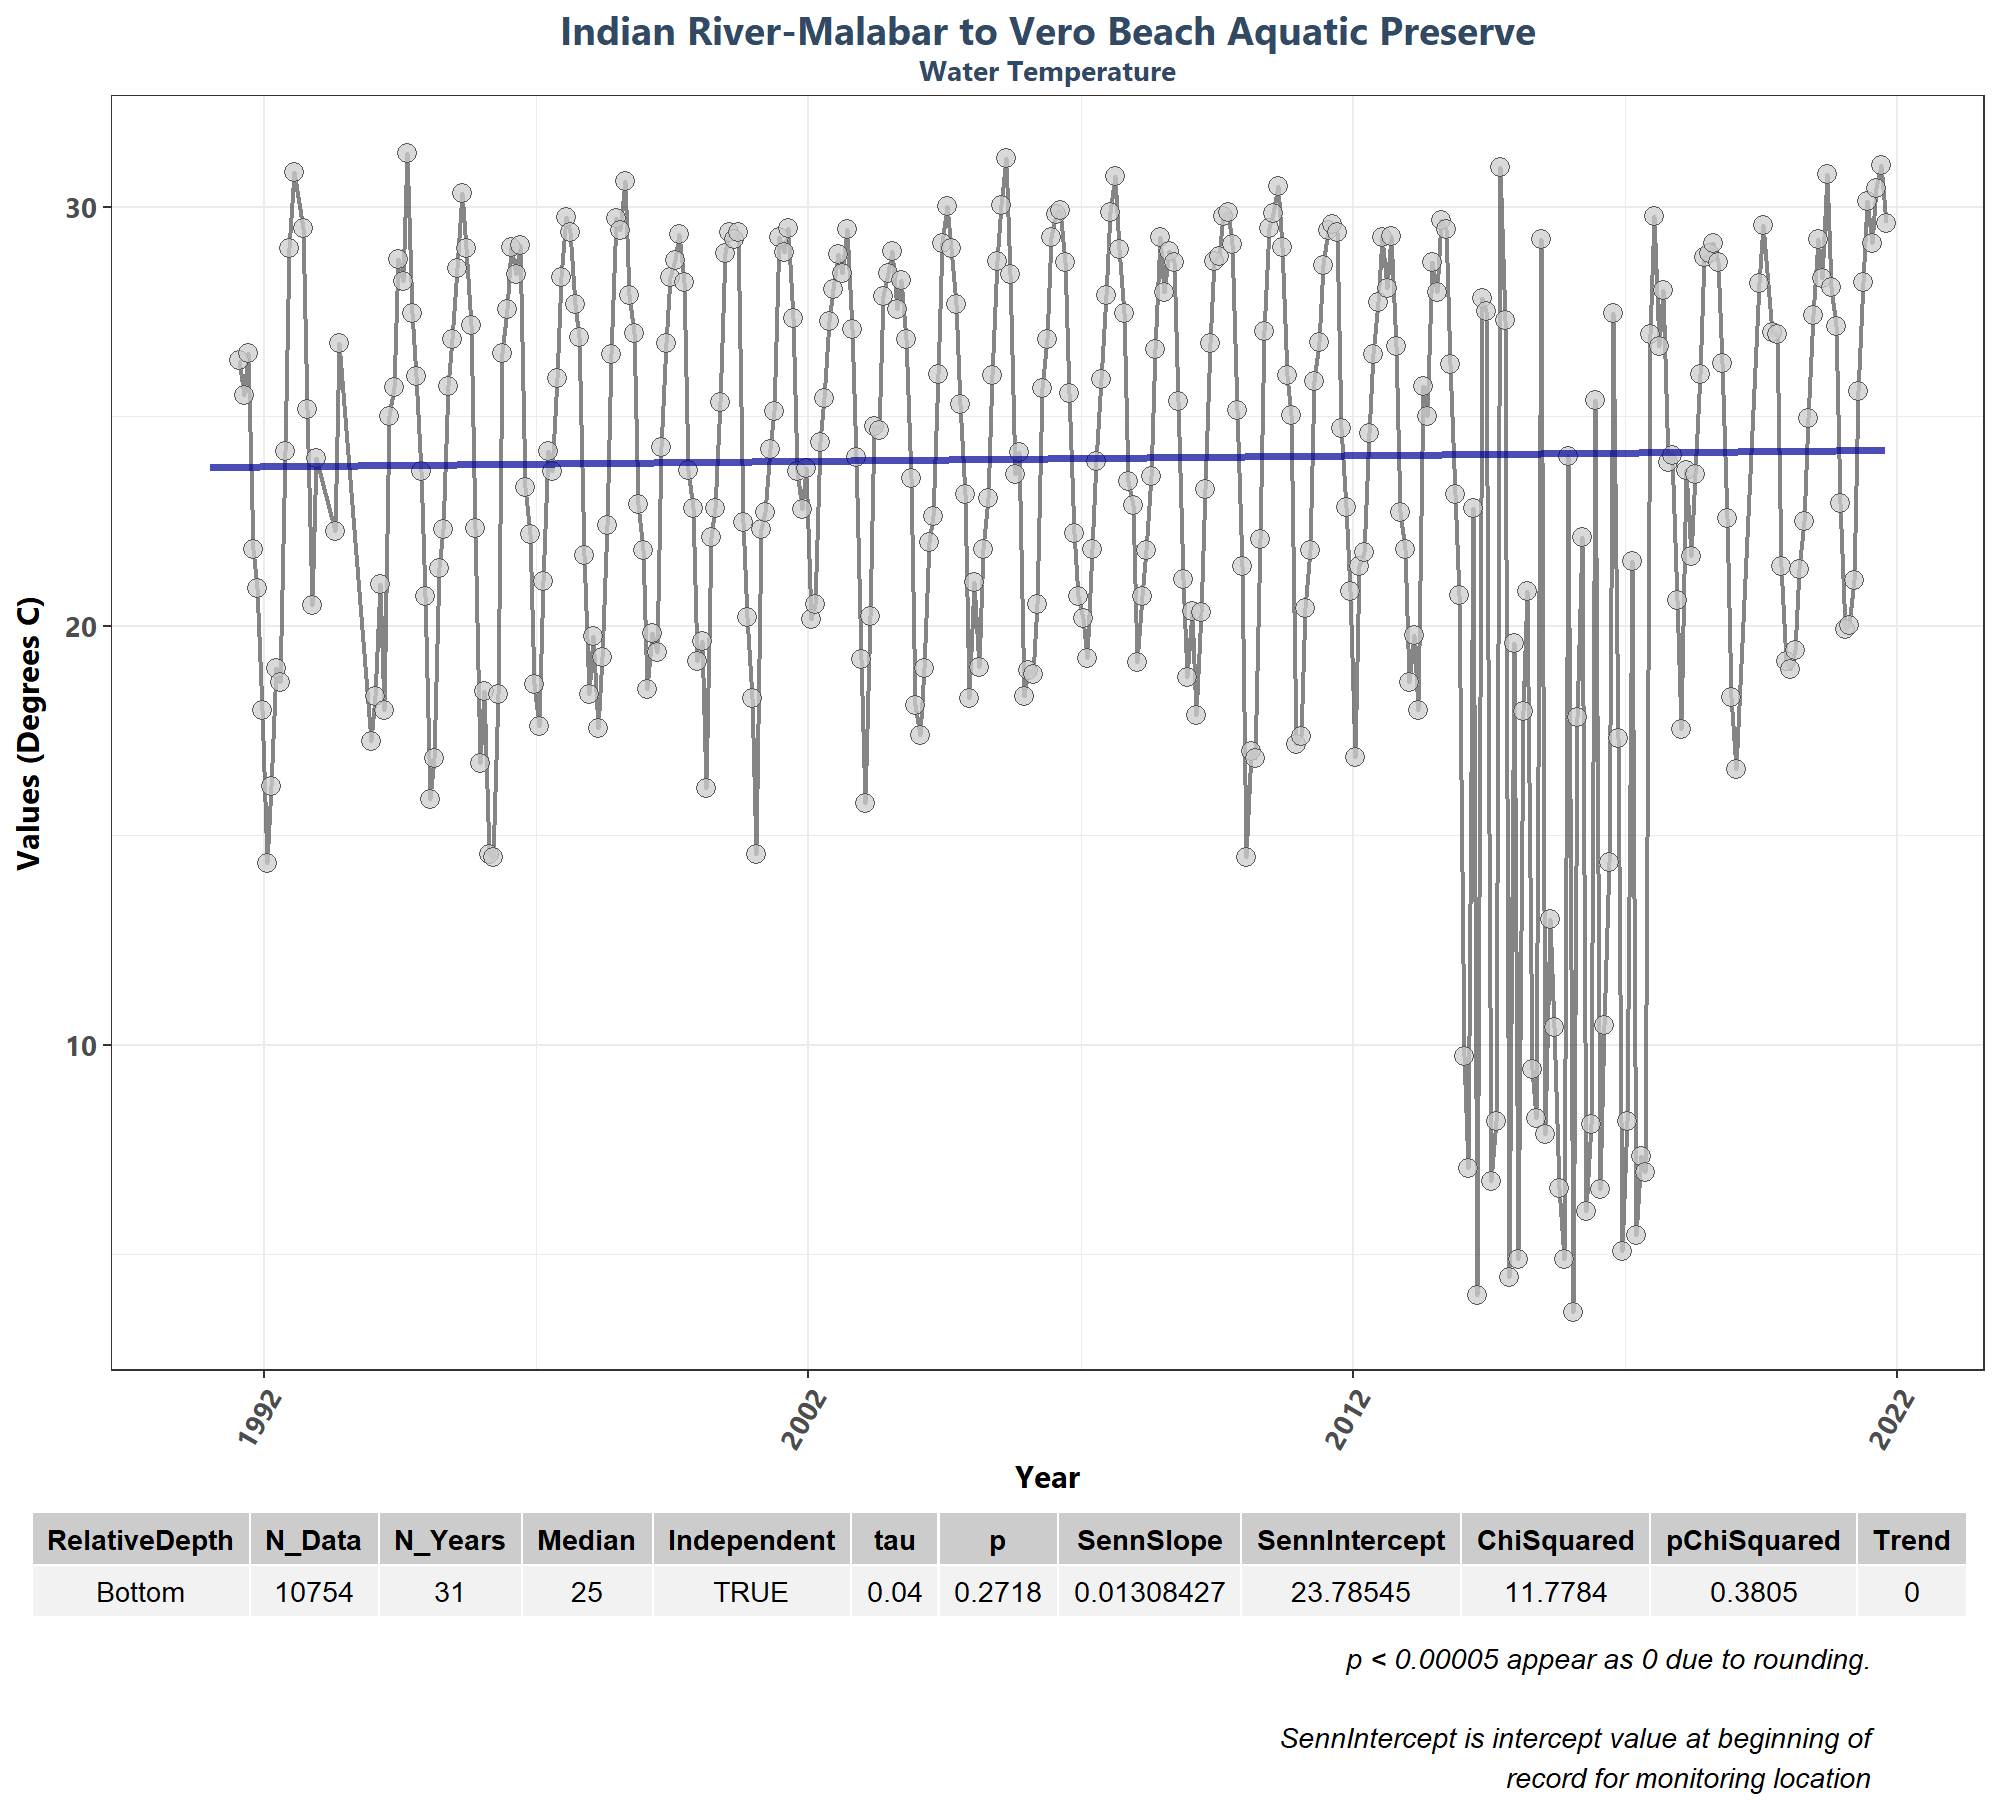 Indian River-Malabar to Vero Beach Aquatic Preserve
Water Temperature
Values (Degrees C)
30
20
10
1992
2002
2012
2022
Year
RelativeDepth N_Data N_Years Median Independent tau p SennSlope SennIntercept ChiSquared pChiSquared Trend
Bottom 10754 31 25 TRUE 0.04 0.2718 0.01308427 23.78545 11.7784 0.3805 0
p < 0.00005 appear as 0 due to rounding.
SennIntercept is intercept value at beginning of
record for monitoring location